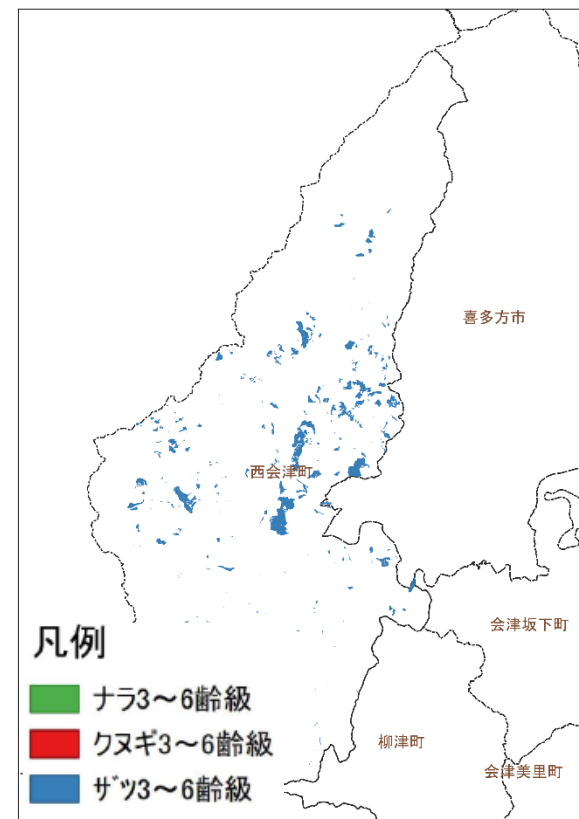 喜多方市
西会津町
会津坂下町
柳津町
会津美里町
凡例
ナラ3～6齢級
クヌギ3～6齢級
ザツ3～6齢級